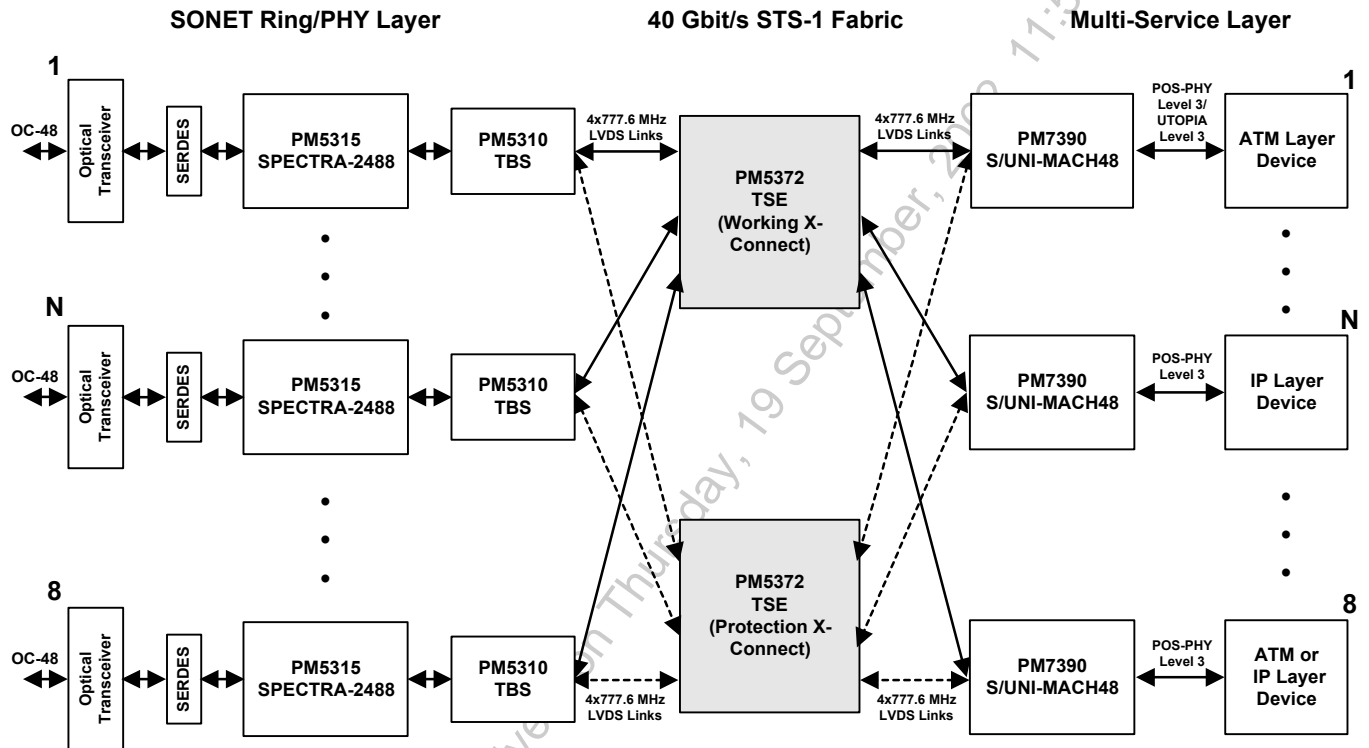 SONET Ring/PHY Layer
40 Gbit/s STS-1 Fabric
Multi-Service Layer
1
OC-48
Optical
Transceiver
SERDES
PM5315
SPECTRA-2488
PM5310
TBS
4x777.6 MHz
LVDS Links
PM5372
TSE
(Working X-
Connect)
4x777.6 MHz
LVDS Links
PM7390
S/UNI-MACH48
POS-PHY
Level 3/
UTOPIA
Level 3
1
ATM Layer
Device
N
OC-48
Optical
Transceiver
SERDES
PM5315
SPECTRA-2488
PM5310
TBS
PM7390
S/UNI-MACH48
POS-PHY
Level 3
N
IP Layer
Device
8
OC-48
Optical
Transceiver
SERDES
PM5315
SPECTRA-2488
PM5310
TBS
4x777.6 MHz
LVDS Links
PM5372
TSE
(Protection X-
Connect)
4x777.6 MHz
LVDS Links
PM7390
S/UNI-MACH48
POS-PHY
Level 3
8
ATM or
IP Layer
Device
on Thursday, 19 September, 2002